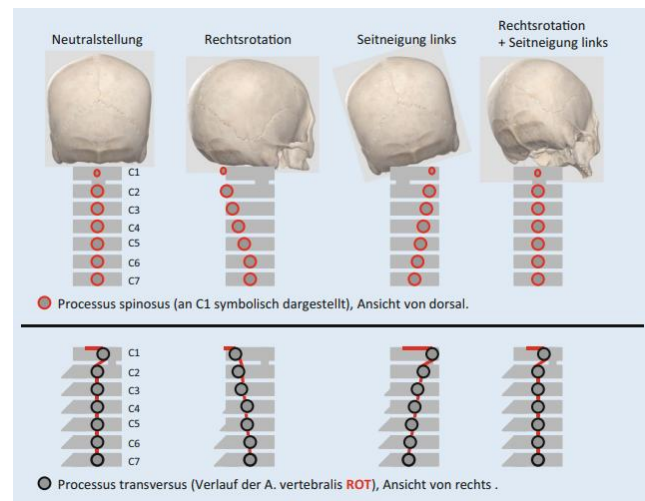 Neutralstellung
Rechtsrotation
Seitneigung links
Rechtsrotation
+ Seitneigung links
C1
C2
C3
C4
C5
C6
C7
Processus spinosus (an C1 symbolisch dargestellt), Ansicht von dorsal.
C1
C2
C3
C4
C5
C6
C7
Processus transversus (Verlauf der A. vertebralis ROT), Ansicht von rechts .